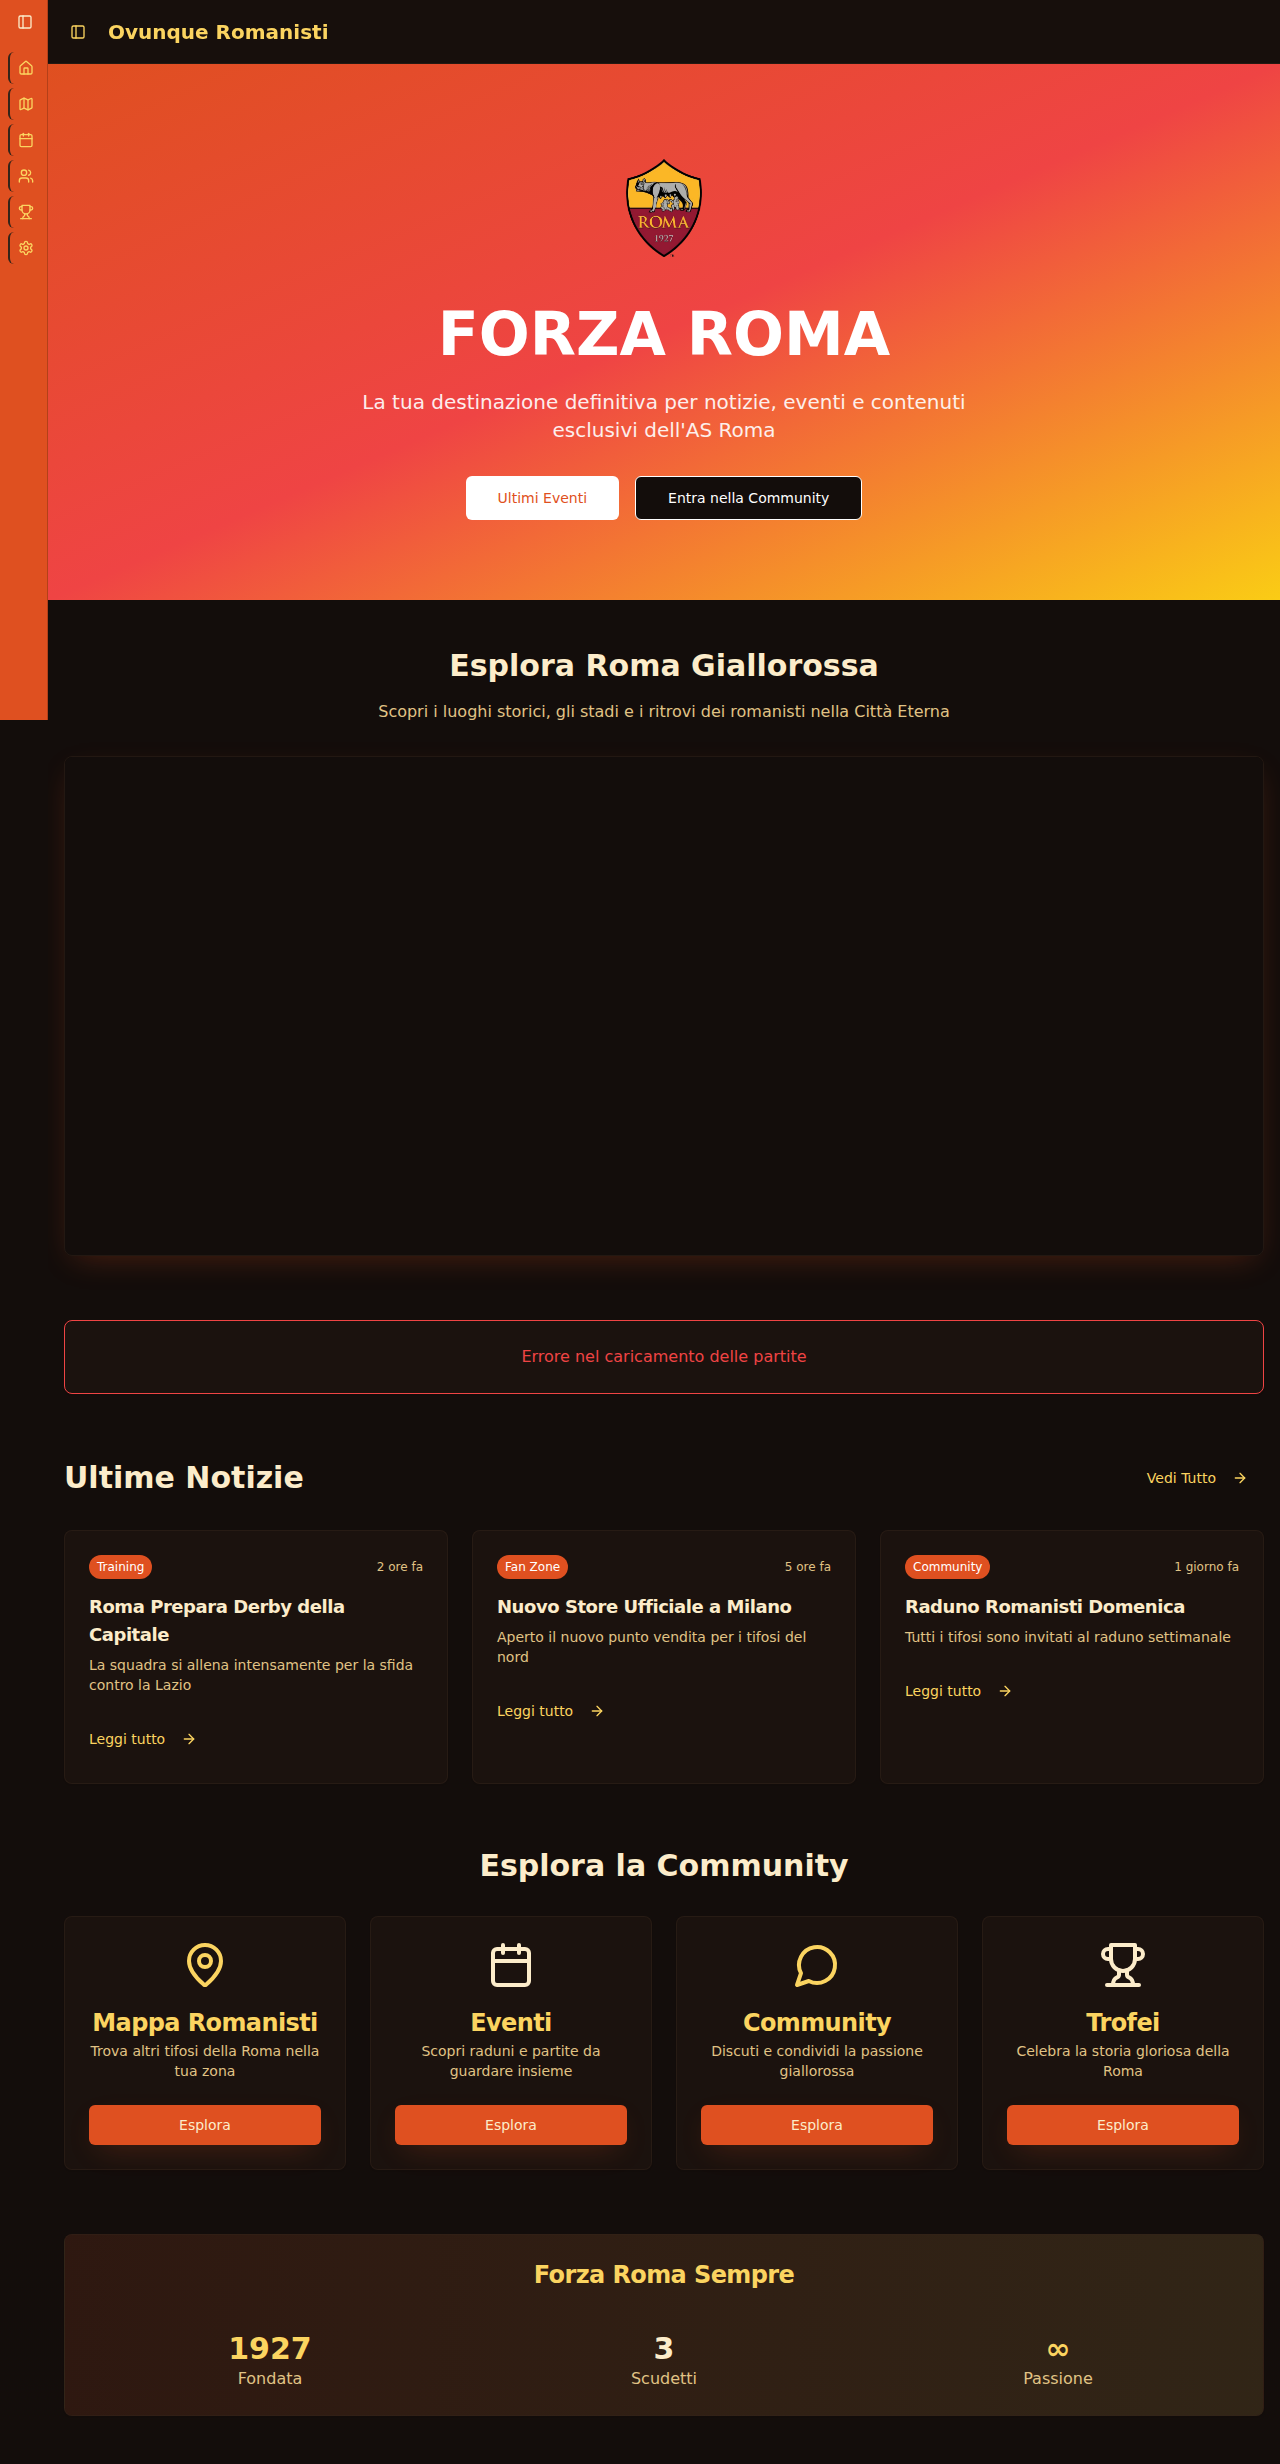 Ovunque Romanisti
ROMA
1927
FORZA ROMA
La tua destinazione definitiva per notizie, eventi e contenuti
esclusivi dell'AS Roma
Ultimi Eventi
Entra nella Community
Esplora Roma Giallorossa
Scopri i luoghi storici, gli stadi e i ritrovi dei romanisti nella Città Eterna
Errore nel caricamento delle partite
Ultime Notizie
Vedi Tutto
Training
2 ore fa
Roma Prepara Derby della
Capitale
La squadra si allena intensamente per la sfida
contro la Lazio
Leggi tutto
Fan Zone
5 ore fa
Nuovo Store Ufficiale a Milano
Aperto il nuovo punto vendita per i tifosi del
nord
Leggi tutto
Community
1 giorno fa
Raduno Romanisti Domenica
Tutti i tifosi sono invitati al raduno settimanale
Leggi tutto
Esplora la Community
Mappa Romanisti
Trova altri tifosi della Roma nella
tua zona
Esplora
Eventi
Scopri raduni e partite da
guardare insieme
Esplora
Community
Discuti e condividi la passione
giallorossa
Esplora
Trofei
Celebra la storia gloriosa della
Roma
Esplora
Forza Roma Sempre
1927
Fondata
3
Scudetti
∞
Passione